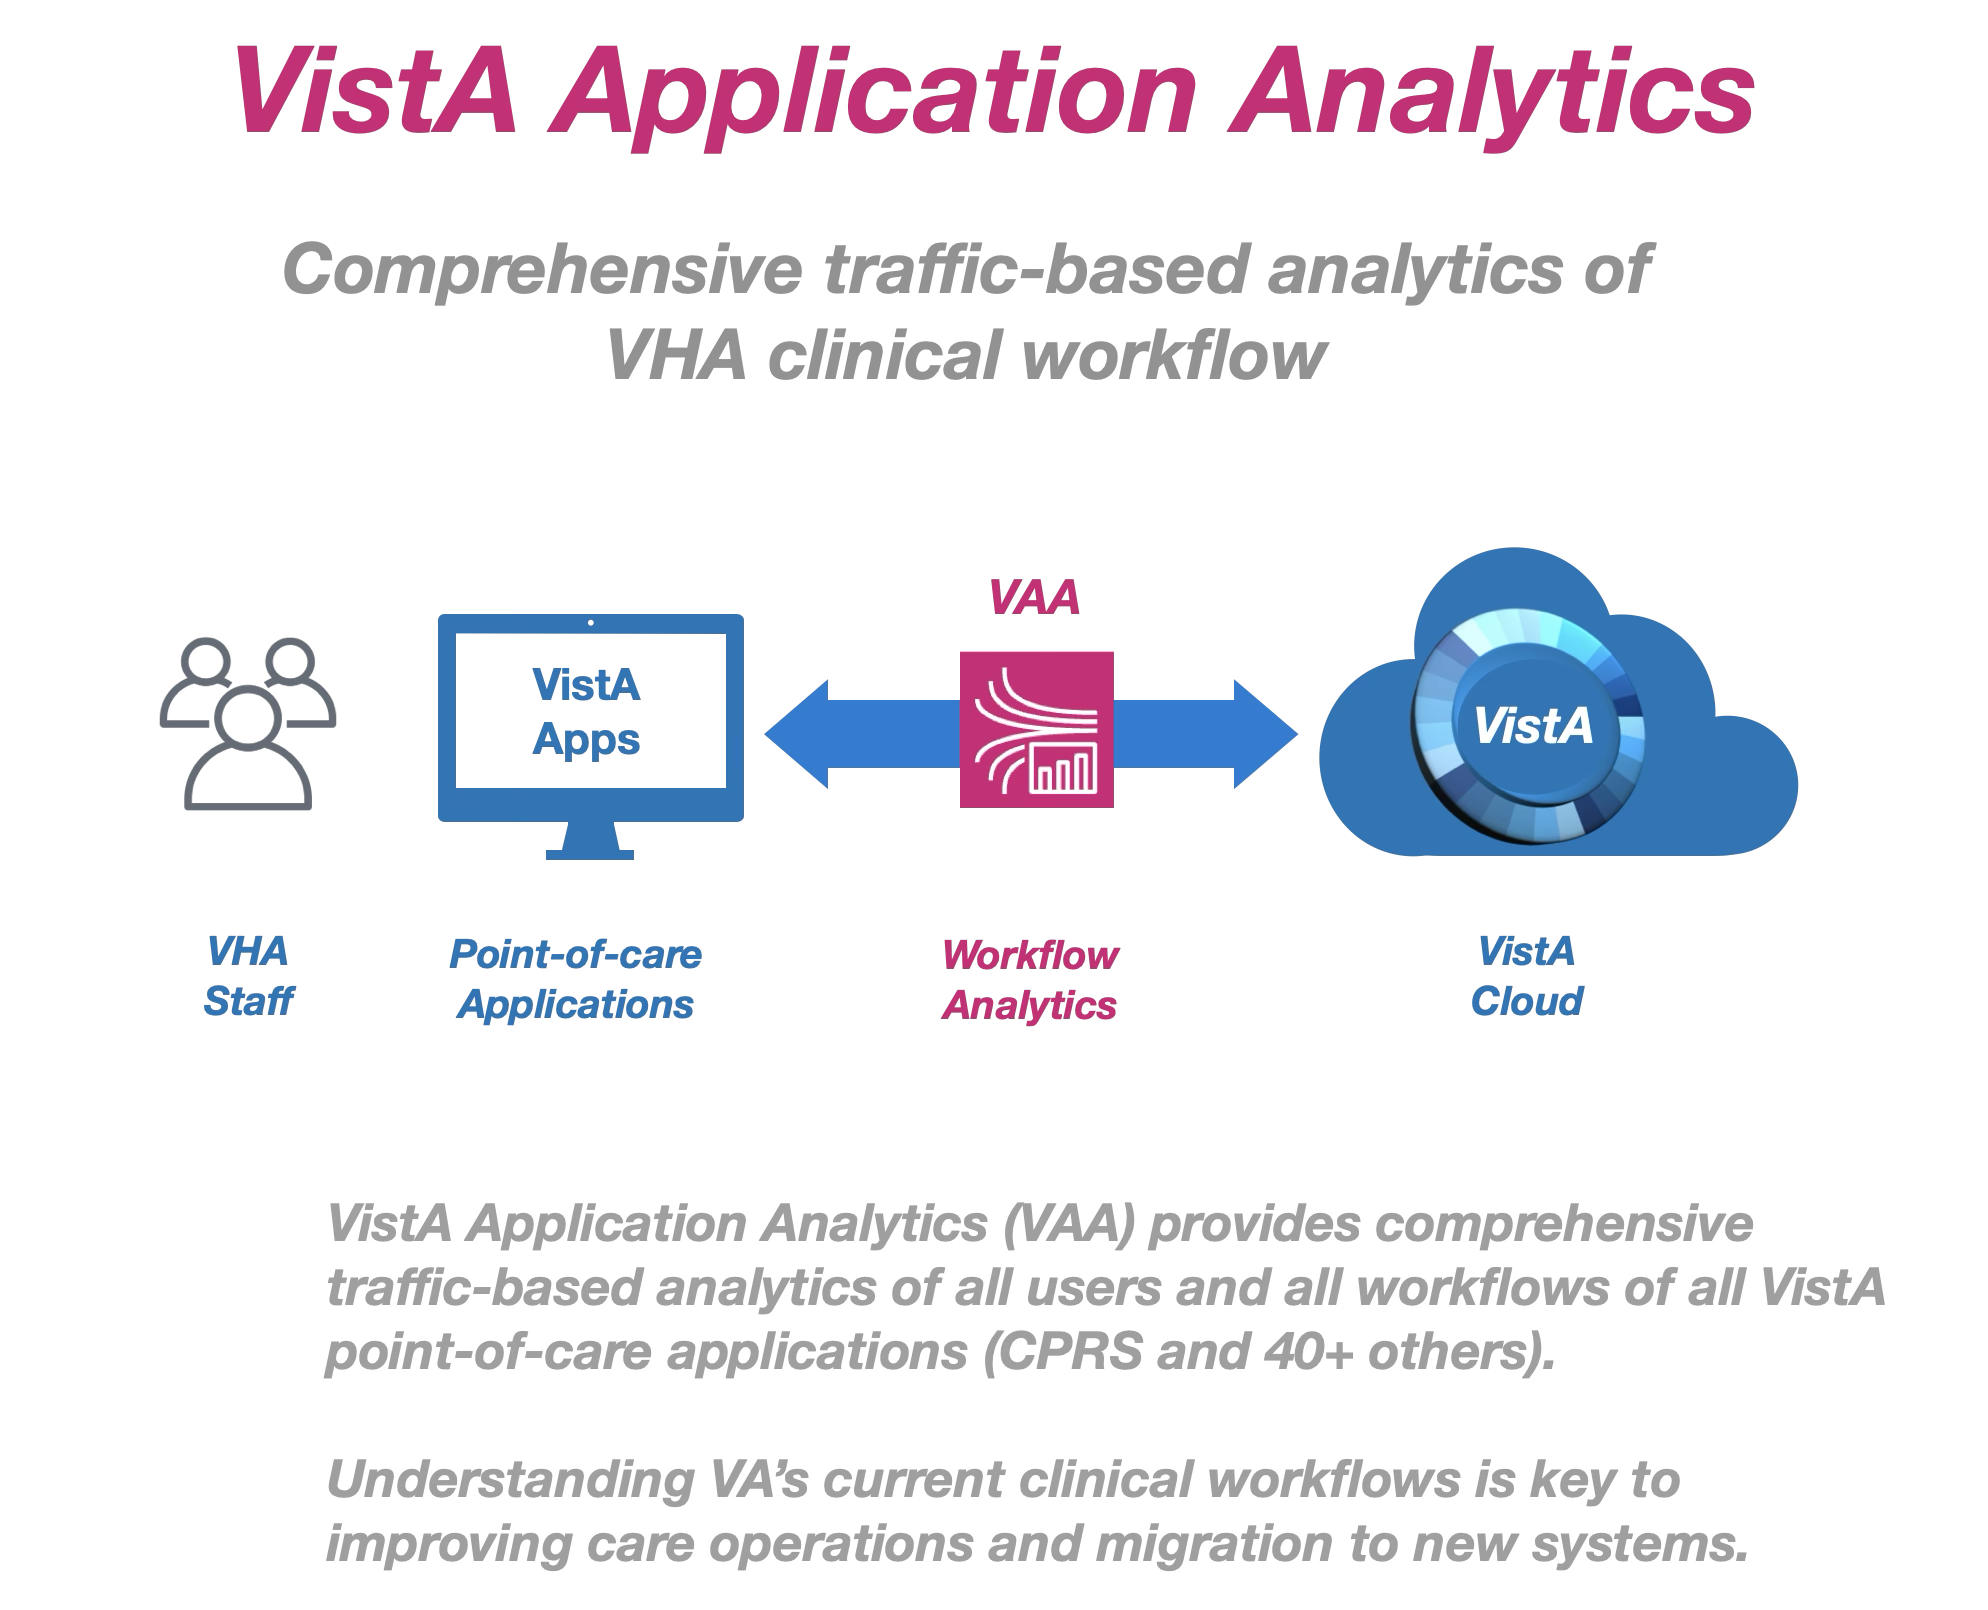 VistA Application Analytics
Comprehensive traffic-based analytics of
VHA clinical workflow
VAA
VistA
Apps
VistA
VHA
Staff
Point-of-care
Applications
Workflow
Analytics
VistA
Cloud
VistA Application Analytics (VAA) provides comprehensive
traffic-based analytics of all users and all workflows of all VistA
point-of-care applications (CPRS and 40+ others).
Understanding VA’s current clinical workflows is key to
improving care operations and migration to new systems.